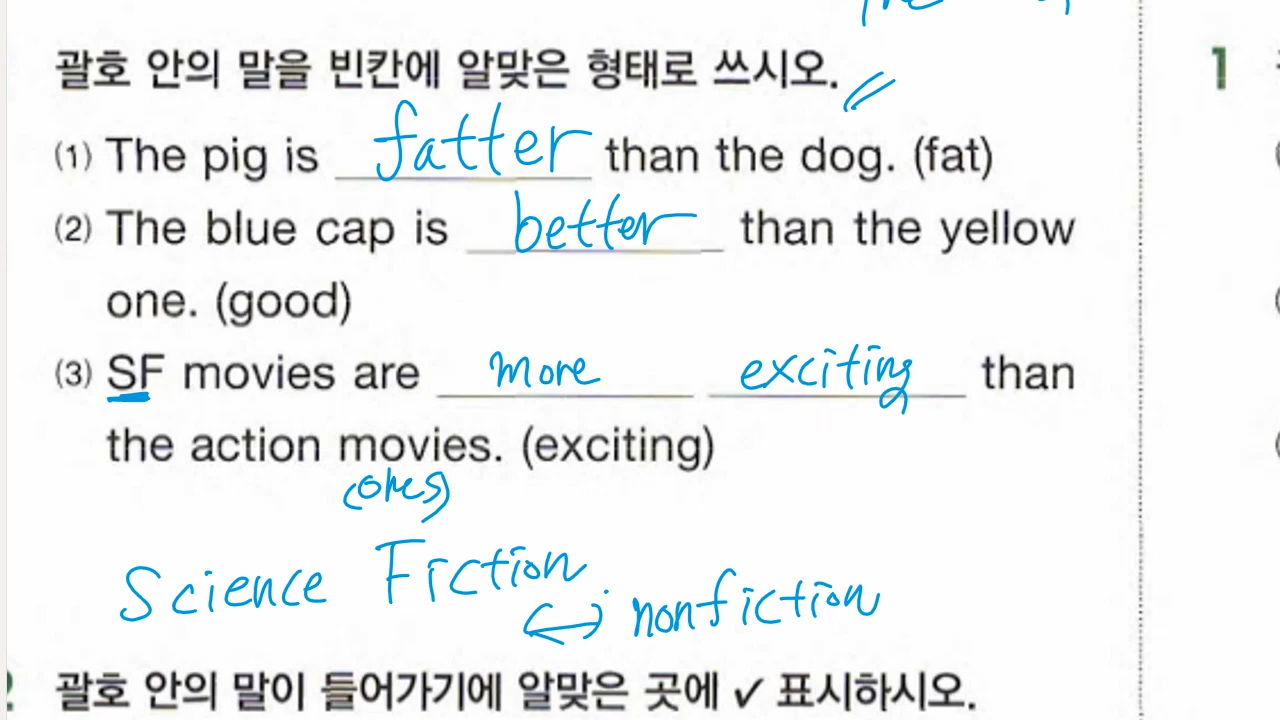 괄호 안의 말을 빈칸에 알맞은 형태로 쓰시오.
1
(1) The pig is fatter than the dog. (fat)
(2) The blue cap is better than the yellow
one. (good)
(3) SF movies are more exciting than
the action movies. (exciting)
(ones)
Science Fiction
↔ nonfiction
2 괄호 안의 말이 들어가기에 알맞은 곳에 ✓ 표시하시오.